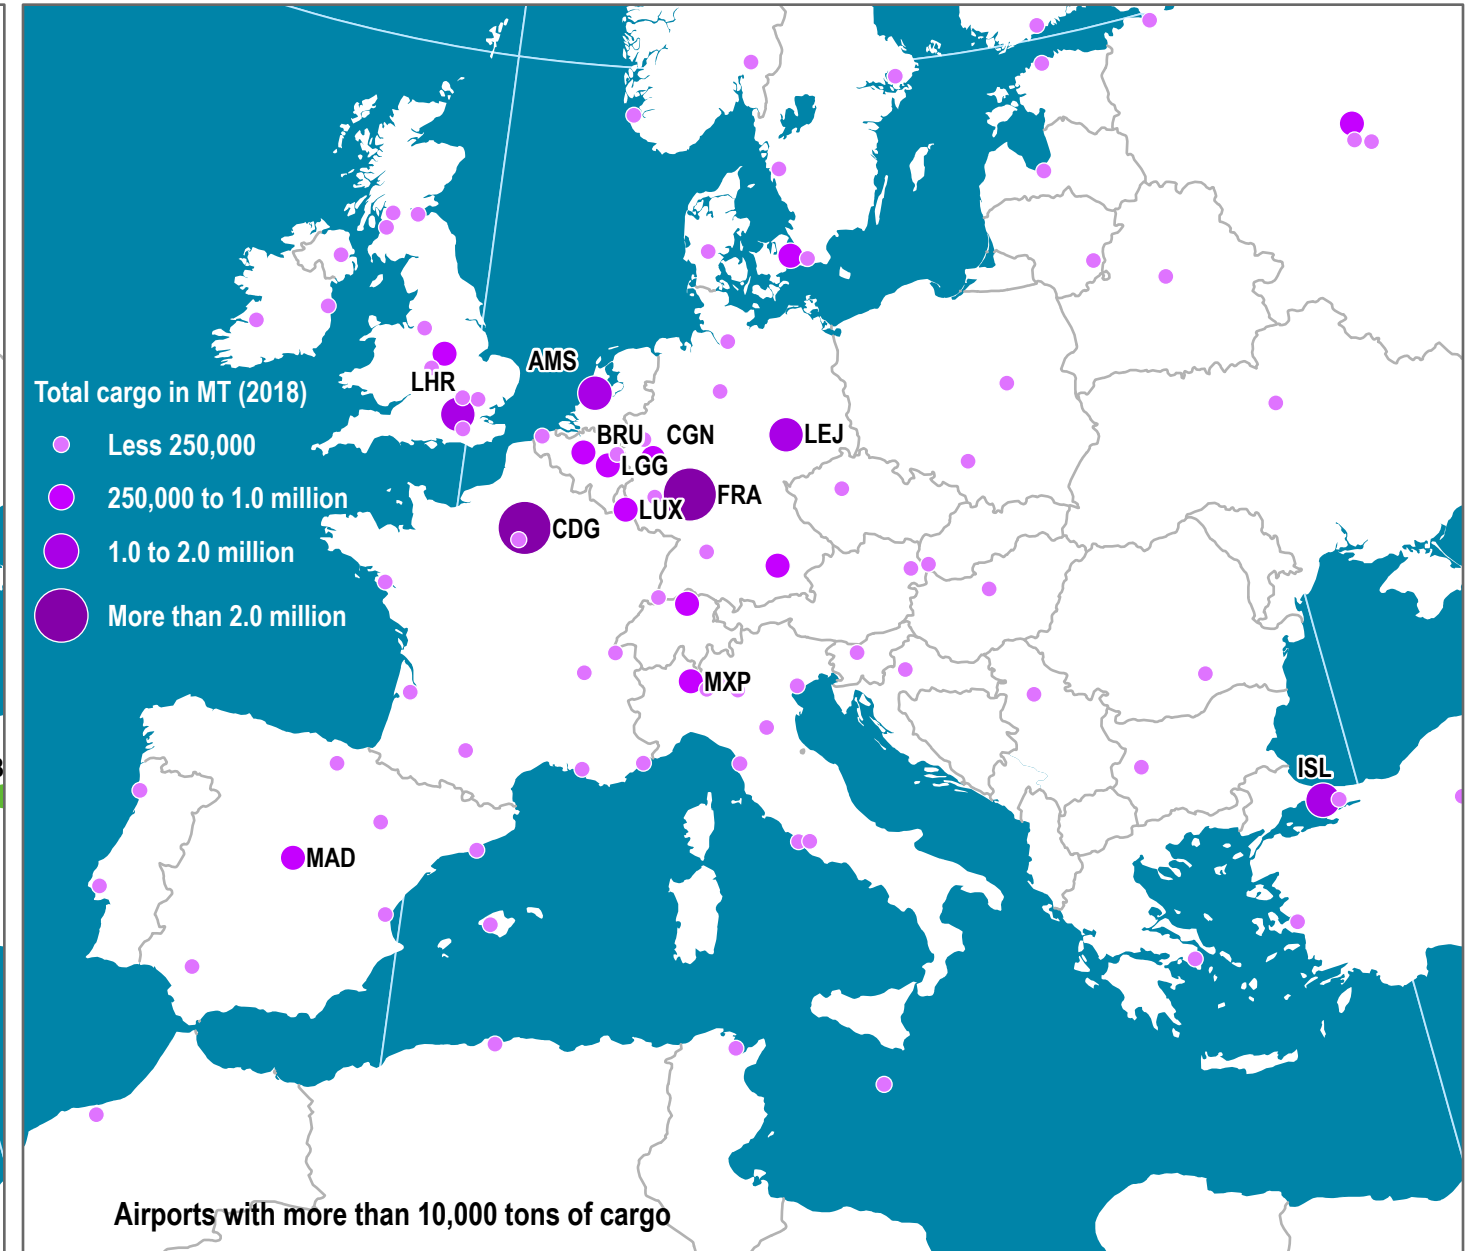 AMS
LHR
Total cargo in MT (2018)
Less 250,000
250,000 to 1.0 million
1.0 to 2.0 million
More than 2.0 million
BRU
CGN
LEJ
LGG
FRA
LUX
CDG
MXP
ISL
MAD
Airports with more than 10,000 tons of cargo